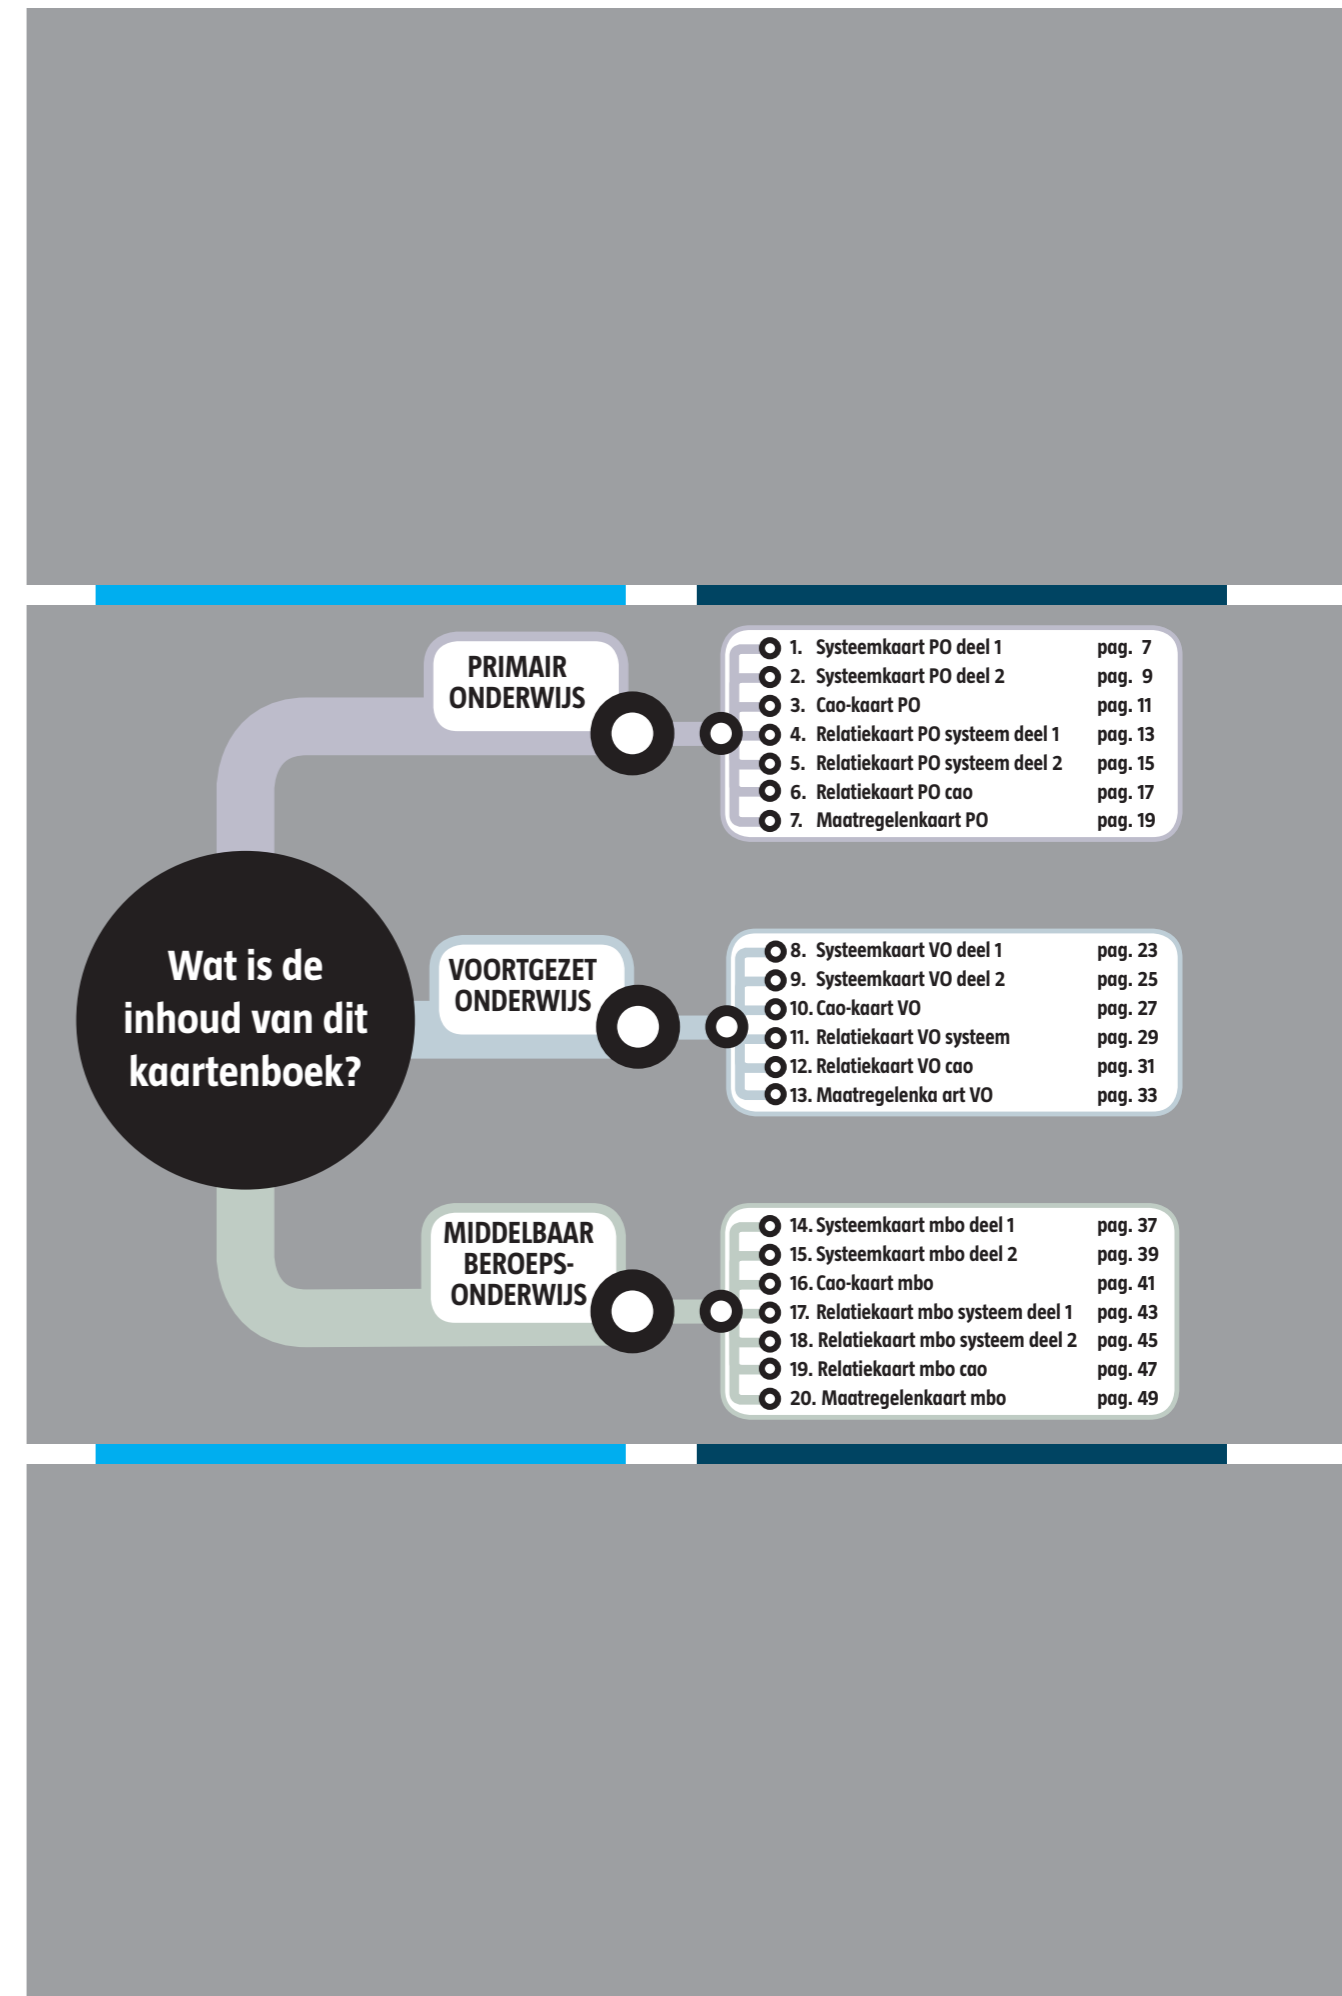 Wat is de
inhoud van dit
kaartenboek?
PRIMAIR
ONDERWIJS
1. Systeemkaart PO deel 1 pag. 7
2. Systeemkaart PO deel 2 pag. 9
3. Cao-kaart PO pag. 11
4. Relatiekaart PO systeem deel 1 pag. 13
5. Relatiekaart PO systeem deel 2 pag. 15
6. Relatiekaart PO cao pag. 17
7. Maatregelenkaart PO pag. 19
VOORTGEZET
ONDERWIJS
8. Systeemkaart VO deel 1 pag. 23
9. Systeemkaart VO deel 2 pag. 25
10. Cao-kaart VO pag. 27
11. Relatiekaart VO systeem pag. 29
12. Relatiekaart VO cao pag. 31
13. Maatregelenka art VO pag. 33
MIDDELBAAR
BEROEPS-
ONDERWIJS
14. Systeemkaart mbo deel 1 pag. 37
15. Systeemkaart mbo deel 2 pag. 39
16. Cao-kaart mbo pag. 41
17. Relatiekaart mbo systeem deel 1 pag. 43
18. Relatiekaart mbo systeem deel 2 pag. 45
19. Relatiekaart mbo cao pag. 47
20. Maatregelenkaart mbo pag. 49